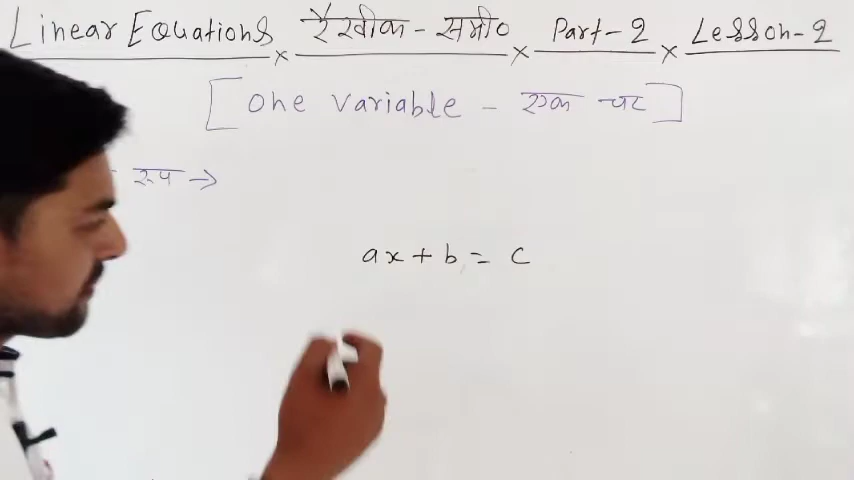 Linear Equations × रैखीक - समी० × Part-2 × Lesson-2
[One variable - एक चर]
रूप →
ax + b = c